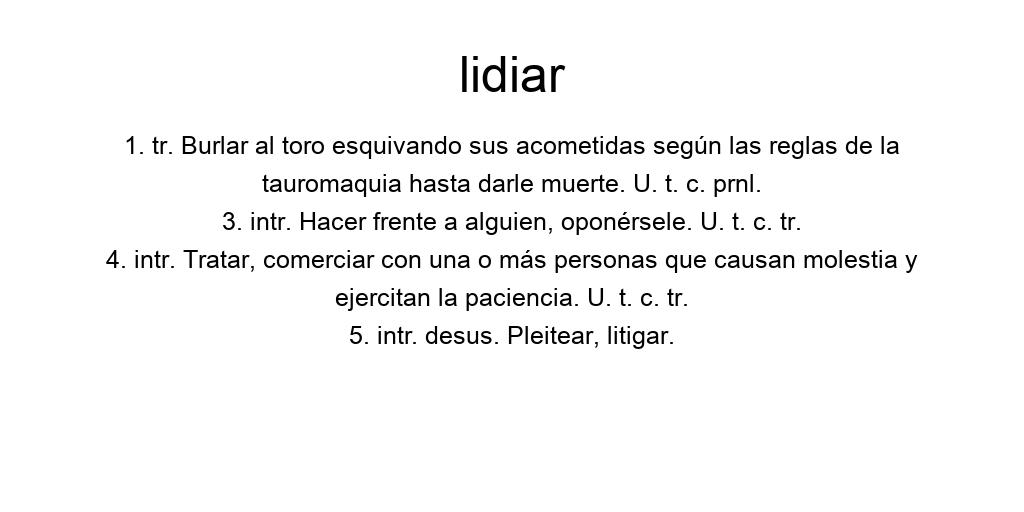 lidiar
1. tr. Burlar al toro esquivando sus acometidas según las reglas de la
tauromaquia hasta darle muerte. U. t. c. prnl.
3. intr. Hacer frente a alguien, oponérsele. U. t. c. tr.
4. intr. Tratar, comerciar con una o más personas que causan molestia y
ejercitan la paciencia. U. t. c. tr.
5. intr. desus. Pleitear, litigar.